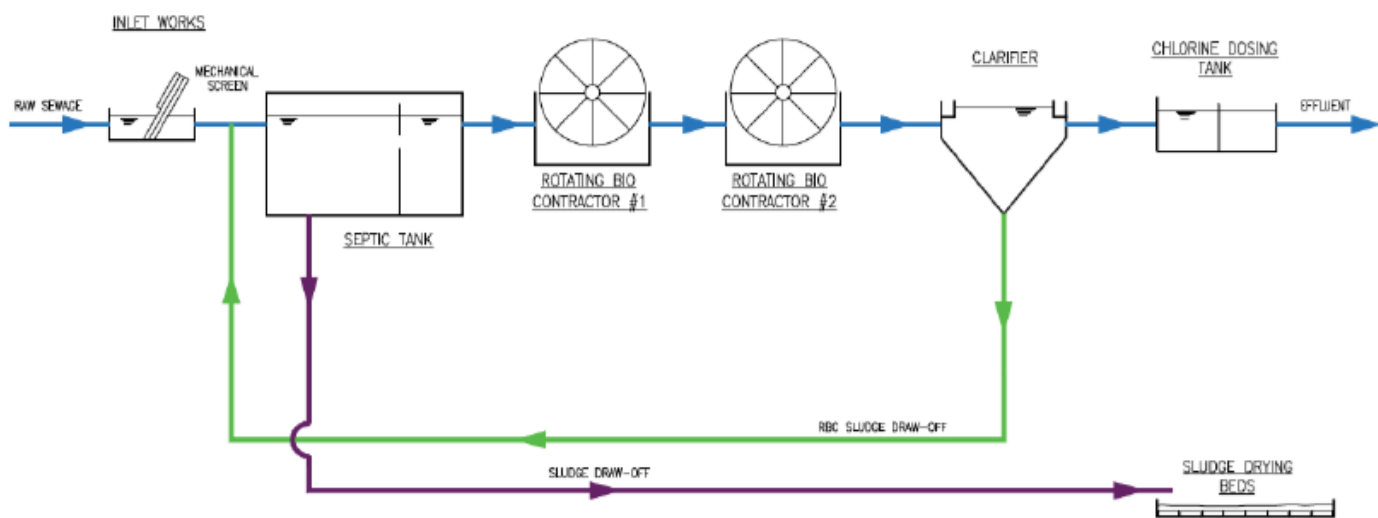 INLET WORKS
MECHANICAL
SCREEN
RAW SEWAGE
SEPTIC TANK
ROTATING BIO
CONTRACTOR #1
ROTATING BIO
CONTRACTOR #2
CLARIFIER
CHLORINE DOSING
TANK
EFFLUENT
RBC SLUDGE DRAW-OFF
SLUDGE DRAW-OFF
SLUDGE DRYING
BEDS